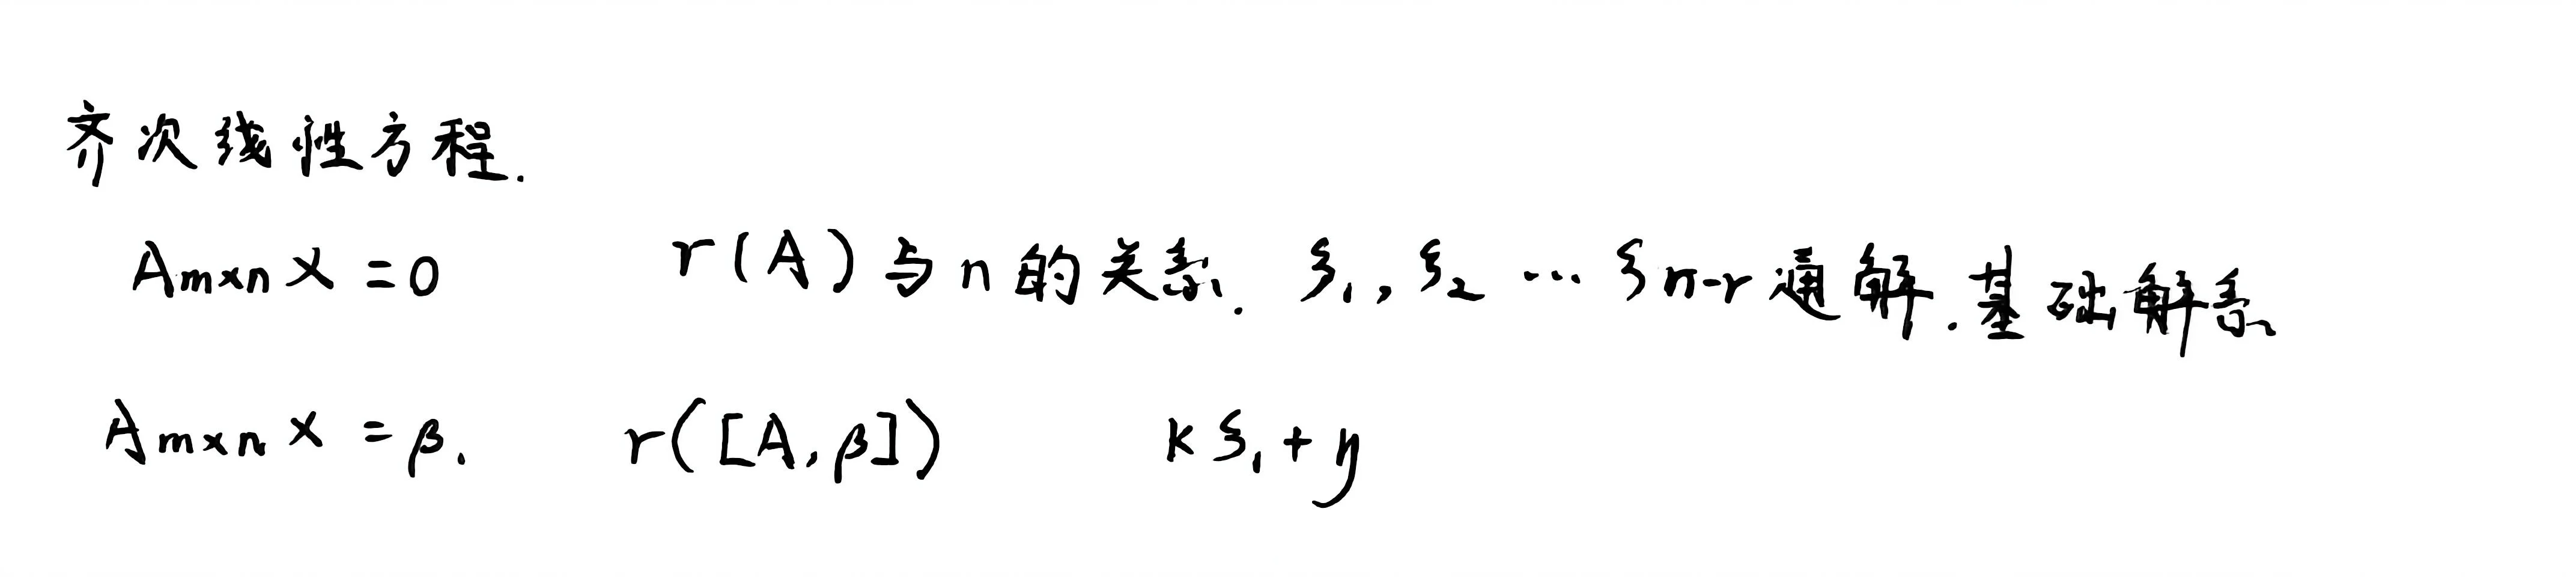 齐次线性方程.
Am×n X = 0 r(A)与n的关系. ξ1, ξ2 … ξn-r 通解. 基础解系
Am×n X = β. r([A, β]) kξ1 + η